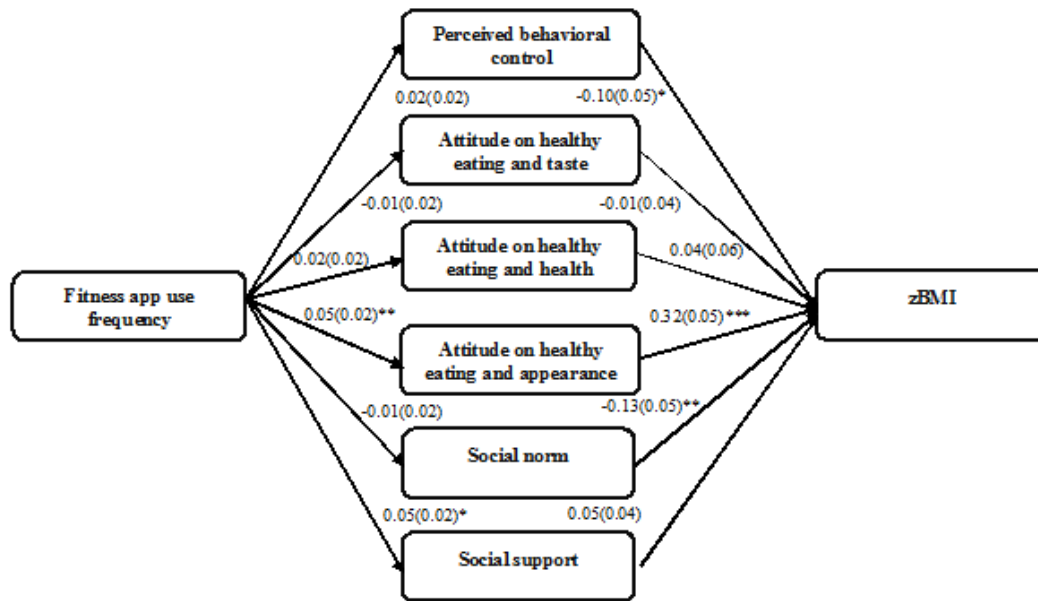 Perceived behavioral
control
0.02(0.02)
-0.10(0.05)*
Attitude on healthy
eating and taste
-0.01(0.02)
-0.01(0.04)
Attitude on healthy
eating and health
0.02(0.02)
0.04(0.06)
Fitness app use
frequency
zBMI
0.05(0.02)**
0.32(0.05)***
Attitude on healthy
eating and appearance
-0.01(0.02)
-0.13(0.05)**
Social norm
0.05(0.02)*
0.05(0.04)
Social support